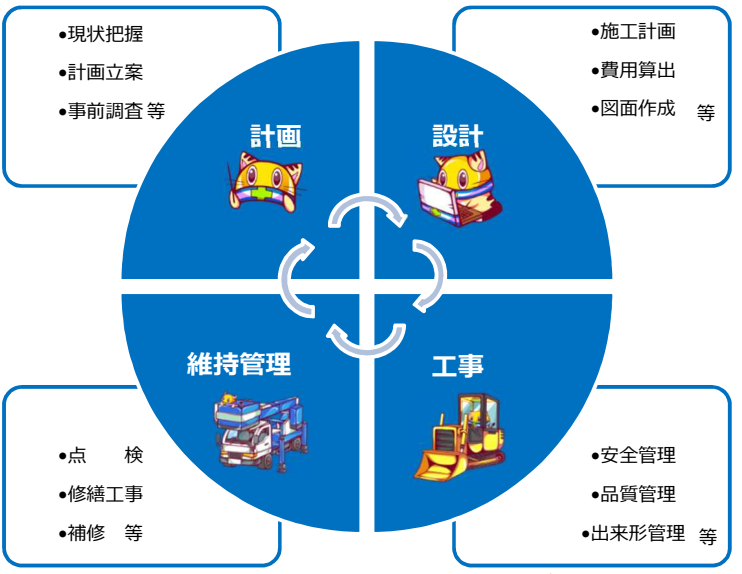 •現状把握
•計画立案
•事前調査 等
•施工計画
•費用算出
•図面作成 等
計画
設計
維持管理
工事
•点　検
•修繕工事
•補修　等
•安全管理
•品質管理
•出来形管理 等